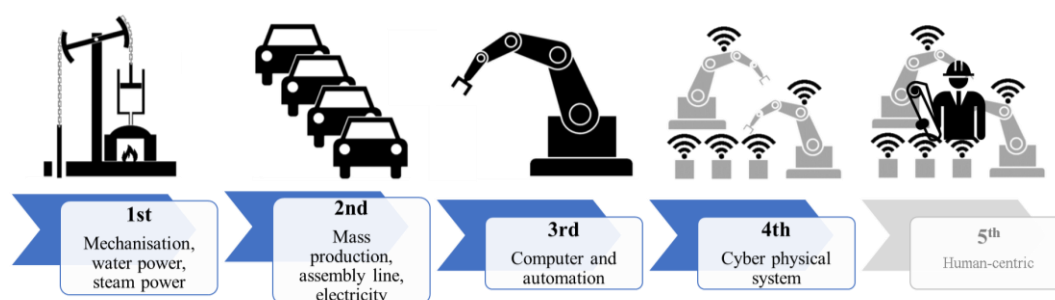 1st
Mechanisation,
water power,
steam power
2nd
Mass
production,
assembly line,
electricity
3rd
Computer and
automation
4th
Cyber physical
system
5th
Human-centric